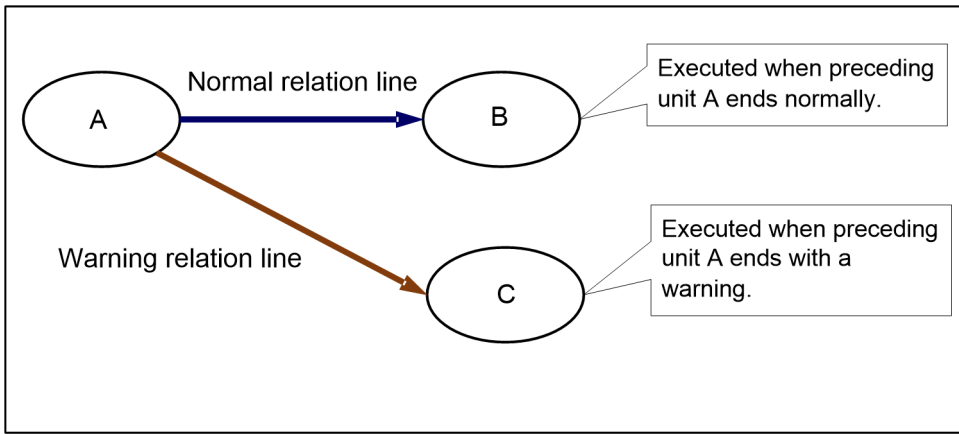 A
Normal relation line
B
Executed when preceding
unit A ends normally.
Warning relation line
C
Executed when preceding
unit A ends with a
warning.